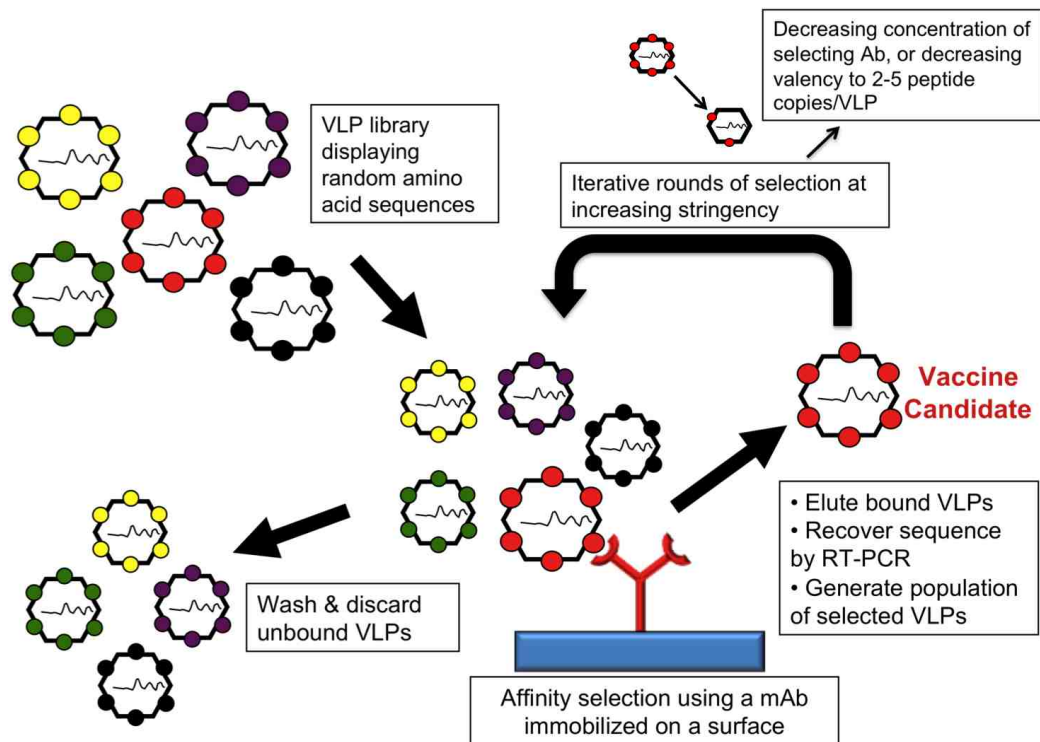 VLP library
displaying
random amino
acid sequences
Decreasing concentration of
selecting Ab, or decreasing
valency to 2-5 peptide
copies/VLP
Iterative rounds of selection at
increasing stringency
Vaccine
Candidate
• Elute bound VLPs
• Recover sequence
by RT-PCR
• Generate population
of selected VLPs
Wash & discard
unbound VLPs
Affinity selection using a mAb
immobilized on a surface